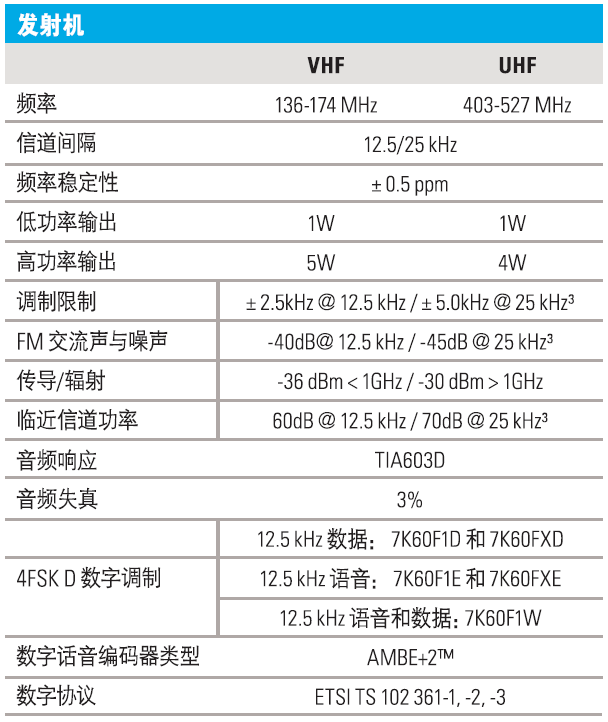 发射机
VHF UHF
频率 136-174 MHz 403-527 MHz
信道间隔 12.5/25 kHz
频率稳定性 ± 0.5 ppm
低功率输出 1W 1W
高功率输出 5W 4W
调制限制 ± 2.5kHz @ 12.5 kHz / ± 5.0kHz @ 25 kHz³
FM 交流声与噪声 -40dB@ 12.5 kHz / -45dB @ 25 kHz³
传导/辐射 -36 dBm < 1GHz / -30 dBm > 1GHz
临近信道功率 60dB @ 12.5 kHz / 70dB @ 25 kHz³
音频响应 TIA603D
音频失真 3%
12.5 kHz 数据： 7K60F1D 和 7K60FXD
4FSK D 数字调制 12.5 kHz 语音： 7K60F1E 和 7K60FXE
12.5 kHz 语音和数据: 7K60F1W
数字话音编码器类型 AMBE+2™
数字协议 ETSI TS 102 361-1, -2, -3